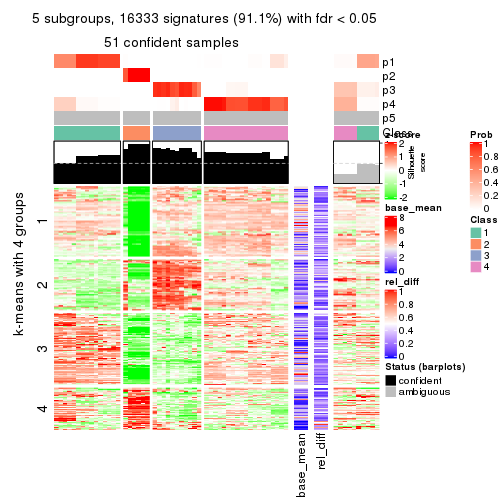 5 subgroups, 16333 signatures (91.1%) with fdr < 0.05
51 confident samples
p1
p2
p3
p4
p5
Class
z-score
2
1
0
-1
-2
Silhouette
score
Prob
1
0.8
0.6
0.4
0.2
0
k-means with 4 groups
1
2
3
4
base_mean
8
6
4
2
0
Class
1
2
3
4
rel_diff
1
0.8
0.6
0.4
0.2
0
Status (barplots)
confident
ambiguous
base_mean
rel_diff